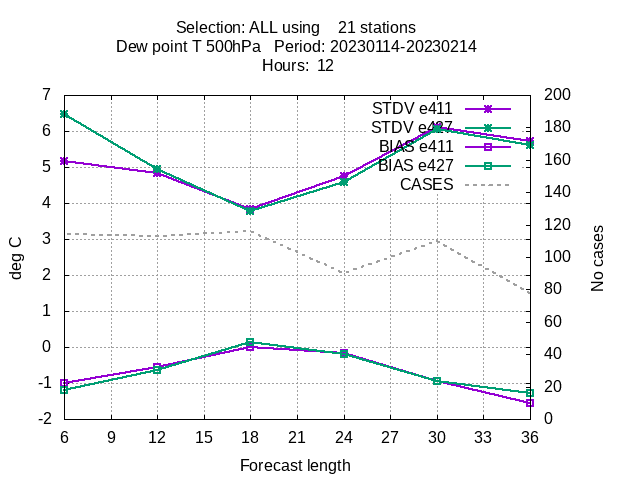 Selection: ALL using    21 stations
Dew point T 500hPa   Period: 20230114-20230214
Hours: 12
STDV e411
STDV e427
BIAS e411
BIAS e427
CASES
7
6
5
4
3
2
1
0
-1
-2
deg C
200
180
160
140
120
100
80
60
40
20
0
No cases
6 9 12 15 18 21 24 27 30 33 36
Forecast length